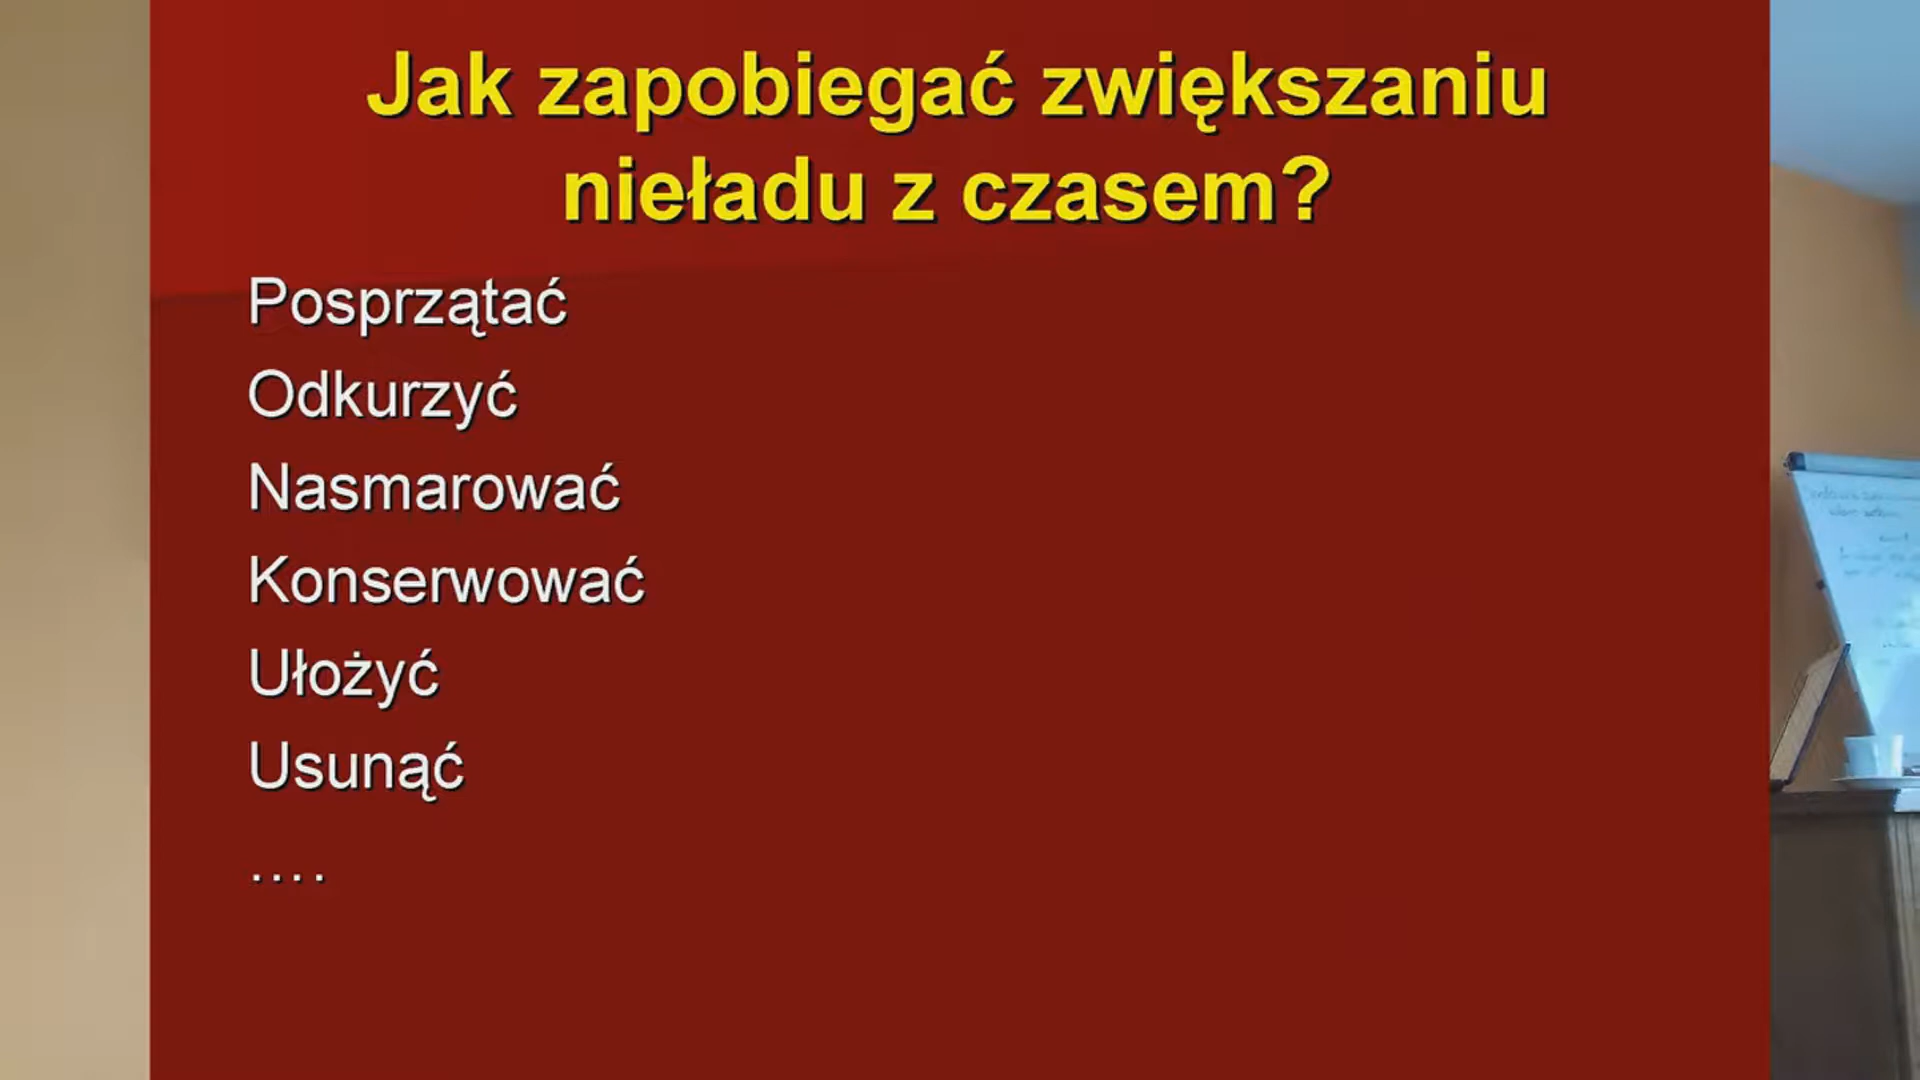 Jak zapobiegać zwiększaniu
nieładu z czasem?
Posprzątać
Odkurzyć
Nasmarować
Konserwować
Ułożyć
Usunąć
....